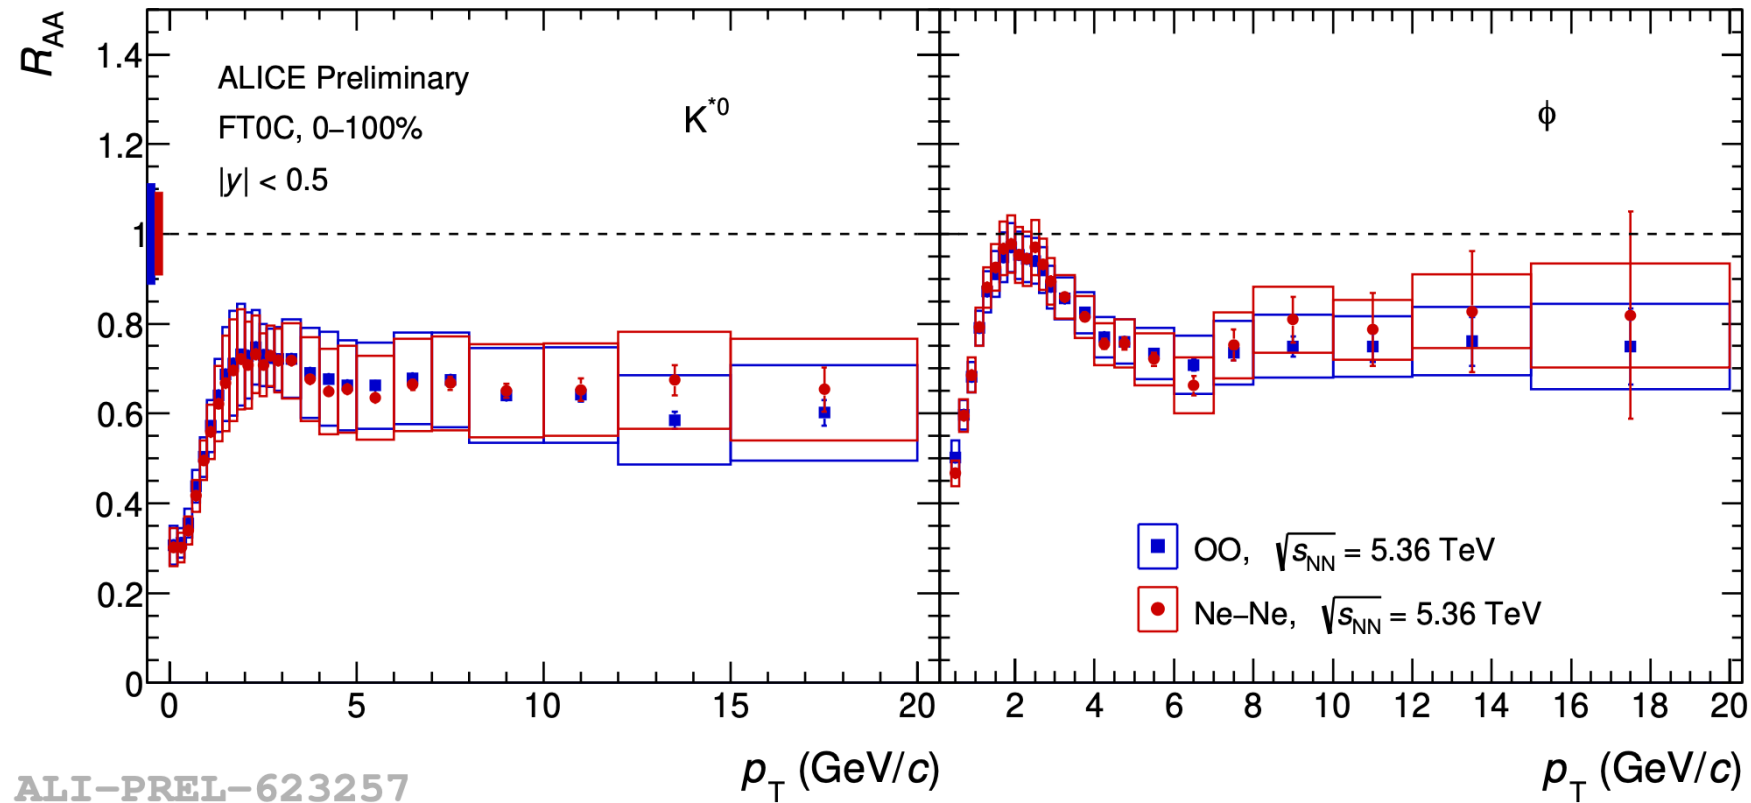 R_AA
1.4
1.2
1
0.8
0.6
0.4
0.2
0
ALICE Preliminary
FT0C, 0–100%
|y| < 0.5
K*0
ϕ
OO, √s_NN = 5.36 TeV
Ne–Ne, √s_NN = 5.36 TeV
0 5 10 15 20
2 4 6 8 10 12 14 16 18 20
p_T (GeV/c)
p_T (GeV/c)
ALI–PREL–623257